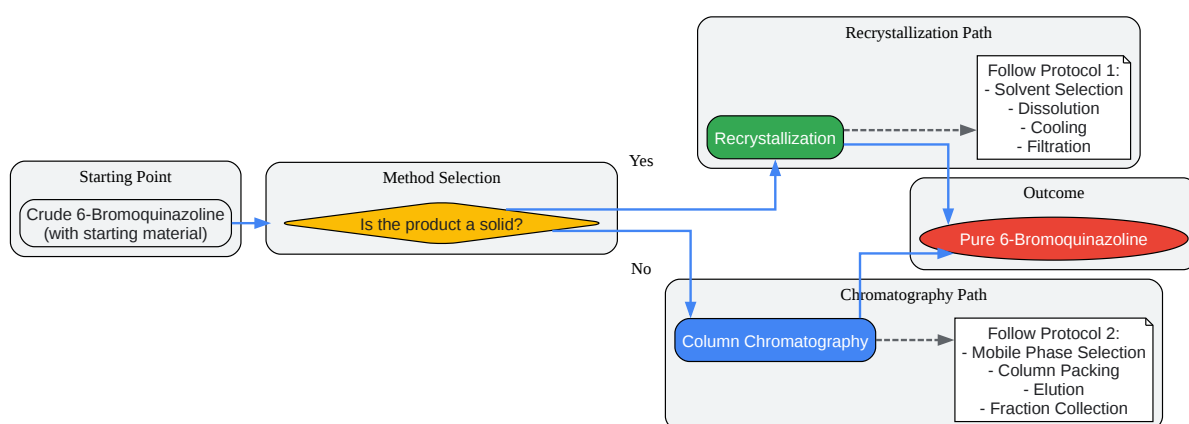 Starting Point
Crude 6-Bromoquinazoline
(with starting material)
Method Selection
Is the product a solid?
Yes
No
Recrystallization Path
Recrystallization
Follow Protocol 1:
- Solvent Selection
- Dissolution
- Cooling
- Filtration
Outcome
Pure 6-Bromoquinazoline
Chromatography Path
Column Chromatography
Follow Protocol 2:
- Mobile Phase Selection
- Column Packing
- Elution
- Fraction Collection